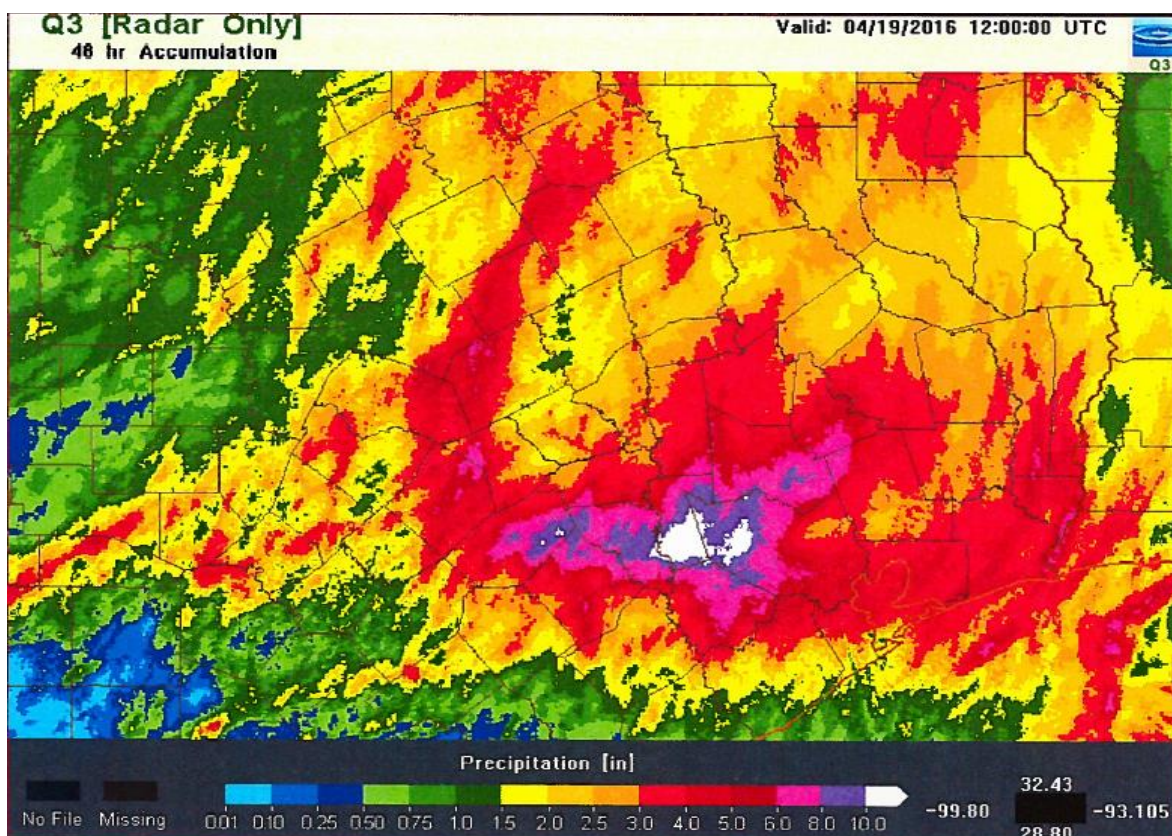 Q3 [Radar Only]
48 hr Accumulation
Valid: 04/19/2016 12:00:00 UTC
Q3
Precipitation [in]
No File
Missing
0.01 0.10 0.25 0.50 0.75 1.0 1.5 2.0 2.5 3.0 4.0 5.0 6.0 8.0 10.0
32.43
-99.80
-93.105
28.80